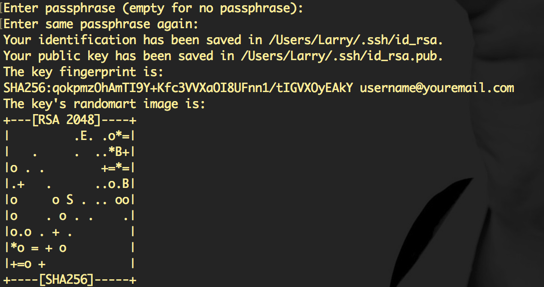 Enter passphrase (empty for no passphrase):
Enter same passphrase again:
Your identification has been saved in /Users/Larry/.ssh/id_rsa.
Your public key has been saved in /Users/Larry/.ssh/id_rsa.pub.
The key fingerprint is:
SHA256:qokpmzOhAmTI9Y+Kfc3VVXaOI8UFnn1/tIGVXOyEAkY username@youremail.com
The key's randomart image is:
+---[RSA 2048]----+
|          .E. .o*=|
|   .      .  ..*B+|
|o . .         +=*=|
|.+   .       ..o.B|
|o     o S . .. oo|
|o    . o . .    .|
|o.o . + .        |
|*o = + o         |
|+=o +            |
+----[SHA256]-----+